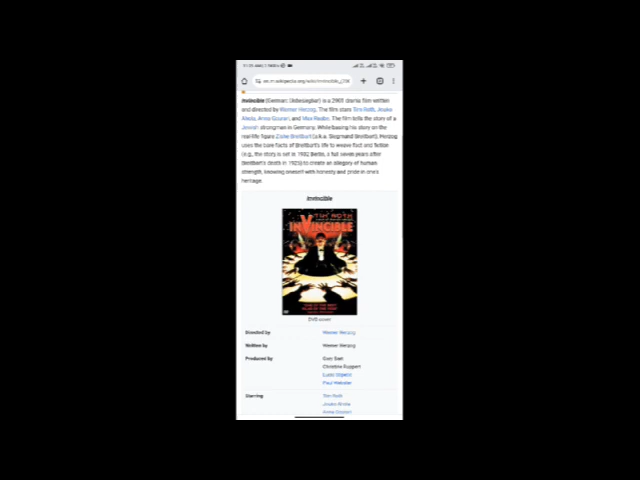 en.m.wikipedia.org/wiki/Invincible_(200
Invincible (German: Unbesiegbar) is a 2001 drama film written
and directed by Werner Herzog. The film stars Tim Roth, Jouko
Ahola, Anna Gourari, and Max Raabe. The film tells the story of a
Jewish strongman in Germany. While basing his story on the
real-life figure Zishe Breitbart (a.k.a. Siegmund Breitbart), Herzog
uses the bare facts of Breitbart's life to weave fact and fiction
(e.g., the story is set in 1932 Berlin, a full seven years after
Breitbart's death in 1925) to create an allegory of human
strength, knowing oneself with honesty and pride in one's
heritage.
Invincible
TIM ROTH
INVINCIBLE
DVD cover
Directed by Werner Herzog
Written by Werner Herzog
Produced by Gary Bart
Christine Ruppert
Lucki Stipetić
Paul Webster
Starring Tim Roth
Jouko Ahola
Anna Gourari